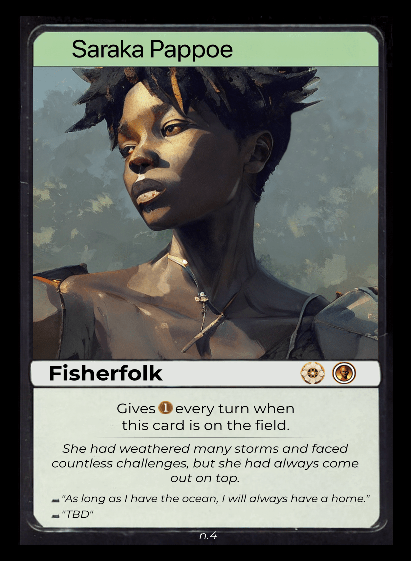 Saraka Pappoe
Fisherfolk
Gives 1 every turn when
this card is on the field.
She had weathered many storms and faced
countless challenges, but she had always come
out on top.
"As long as I have the ocean, I will always have a home."
"TBD"
n.4